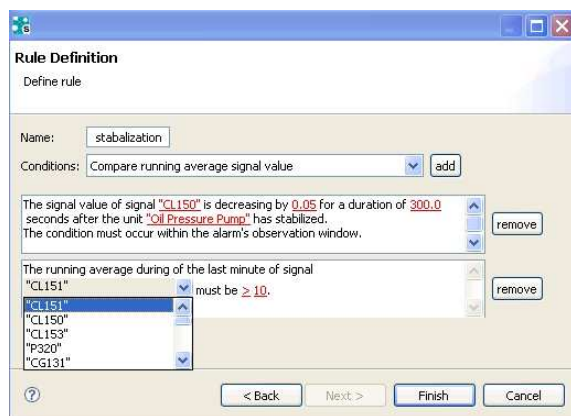 Rule Definition
Define rule
Name: stabalization
Conditions: Compare running average signal value add
The signal value of signal "CL150" is decreasing by 0.05 for a duration of 300.0
seconds after the unit "Oil Pressure Pump" has stabilized.
The condition must occur within the alarm's observation window.
remove
The running average during of the last minute of signal
"CL151" must be > 10.
remove
"CL151"
"CL150"
"CL153"
"P320"
"CG131"
? < Back Next > Finish Cancel